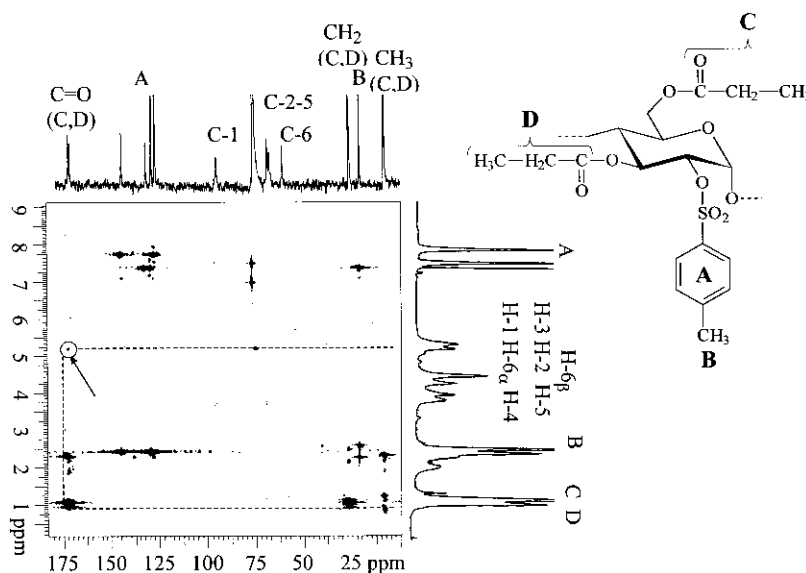 C=O
(C,D)
A
C-1
C-2-5
C-6
CH₂
(C,D)
B
CH₃
(C,D)
9
8
7
6
5
4
3
2
1 ppm
175
150
125
100
75
50
25 ppm
A
H-6β
H-3 H-2 H-5
H-1 H-6α H-4
B
C
D
C
O
C
O
CH₂
CH₃
D
H₃C
H₂C
C
O
O
O
O
O
SO₂
A
CH₃
B